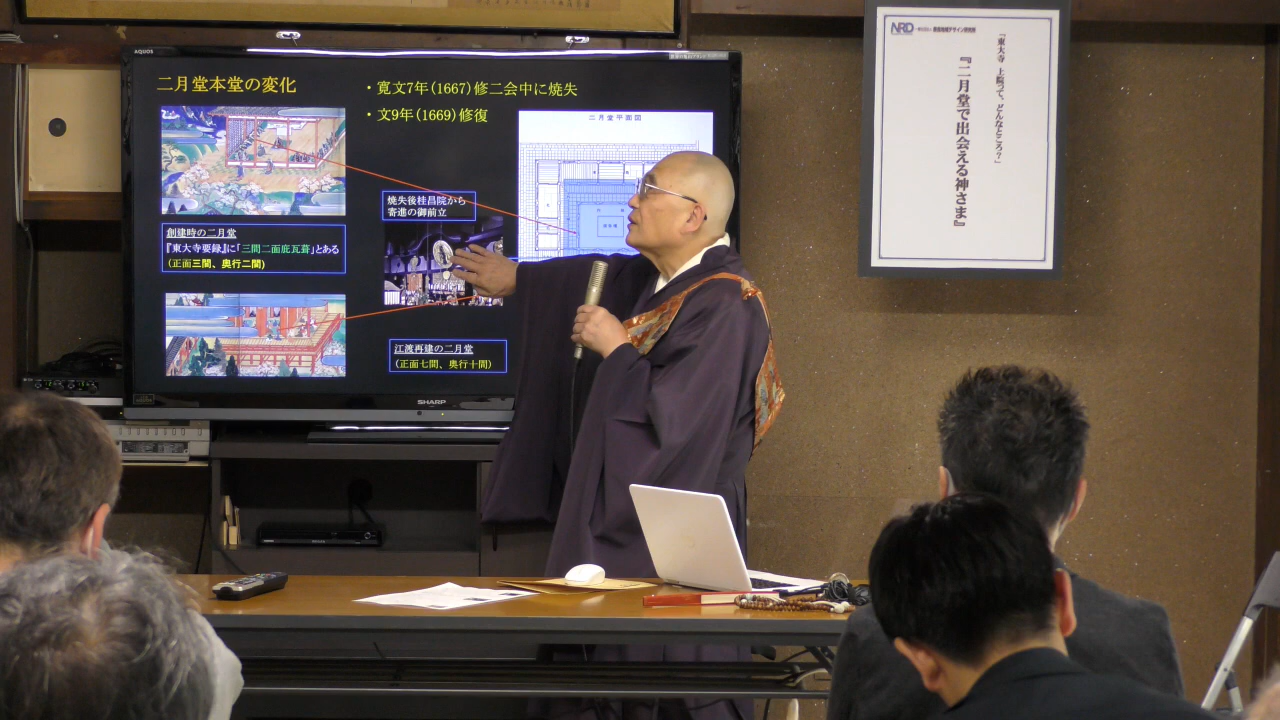 AQUOS
二月堂本堂の変化
・寛文7年(1667)修二会中に焼失
・文9年(1669)修復
二月堂平面図
焼失後桂昌院から
寄進の御前立
創建時の二月堂
『東大寺要録』に「三間二面庇瓦葺」とある
(正面三間、奥行二間)
江渡再建の二月堂
(正面七間、奥行十間)
SHARP
NRD
「東大寺 上院って、どんなところ?」
『二月堂で出会える神さま』